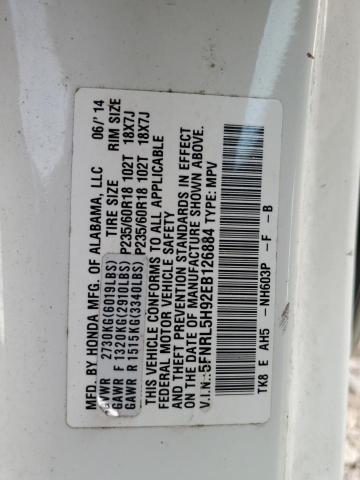 MFD. BY HONDA MFG. OF ALABAMA, LLC 06/'14
TIRE SIZE RIM SIZE
GVWR 2730KG(6019LBS)
GAWR F 1320KG(2910LBS) P235/60R18 102T 18X7J
GAWR R 1515KG(3340LBS) P235/60R18 102T 18X7J
THIS VEHICLE CONFORMS TO ALL APPLICABLE
FEDERAL MOTOR VEHICLE SAFETY
AND THEFT PREVENTION STANDARDS IN EFFECT
ON THE DATE OF MANUFACTURE SHOWN ABOVE.
V.I.N.:5FNRL5H92EB126884 TYPE: MPV
TK8 E AH5 -NH603P -F -B